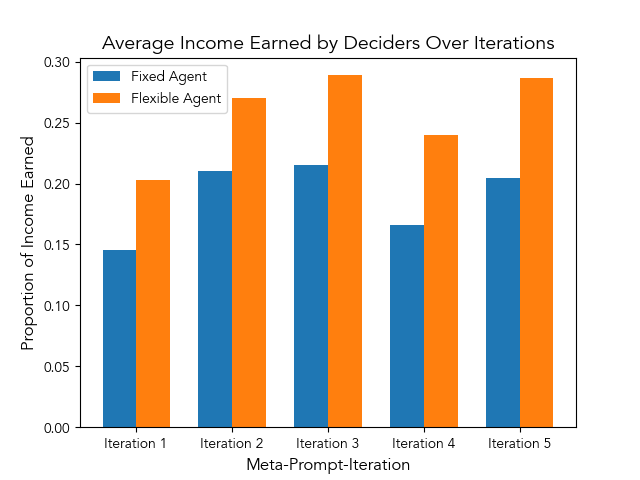 Average Income Earned by Deciders Over Iterations
Fixed Agent
Flexible Agent
Proportion of Income Earned
0.30
0.25
0.20
0.15
0.10
0.05
0.00
Iteration 1
Iteration 2
Iteration 3
Iteration 4
Iteration 5
Meta-Prompt-Iteration